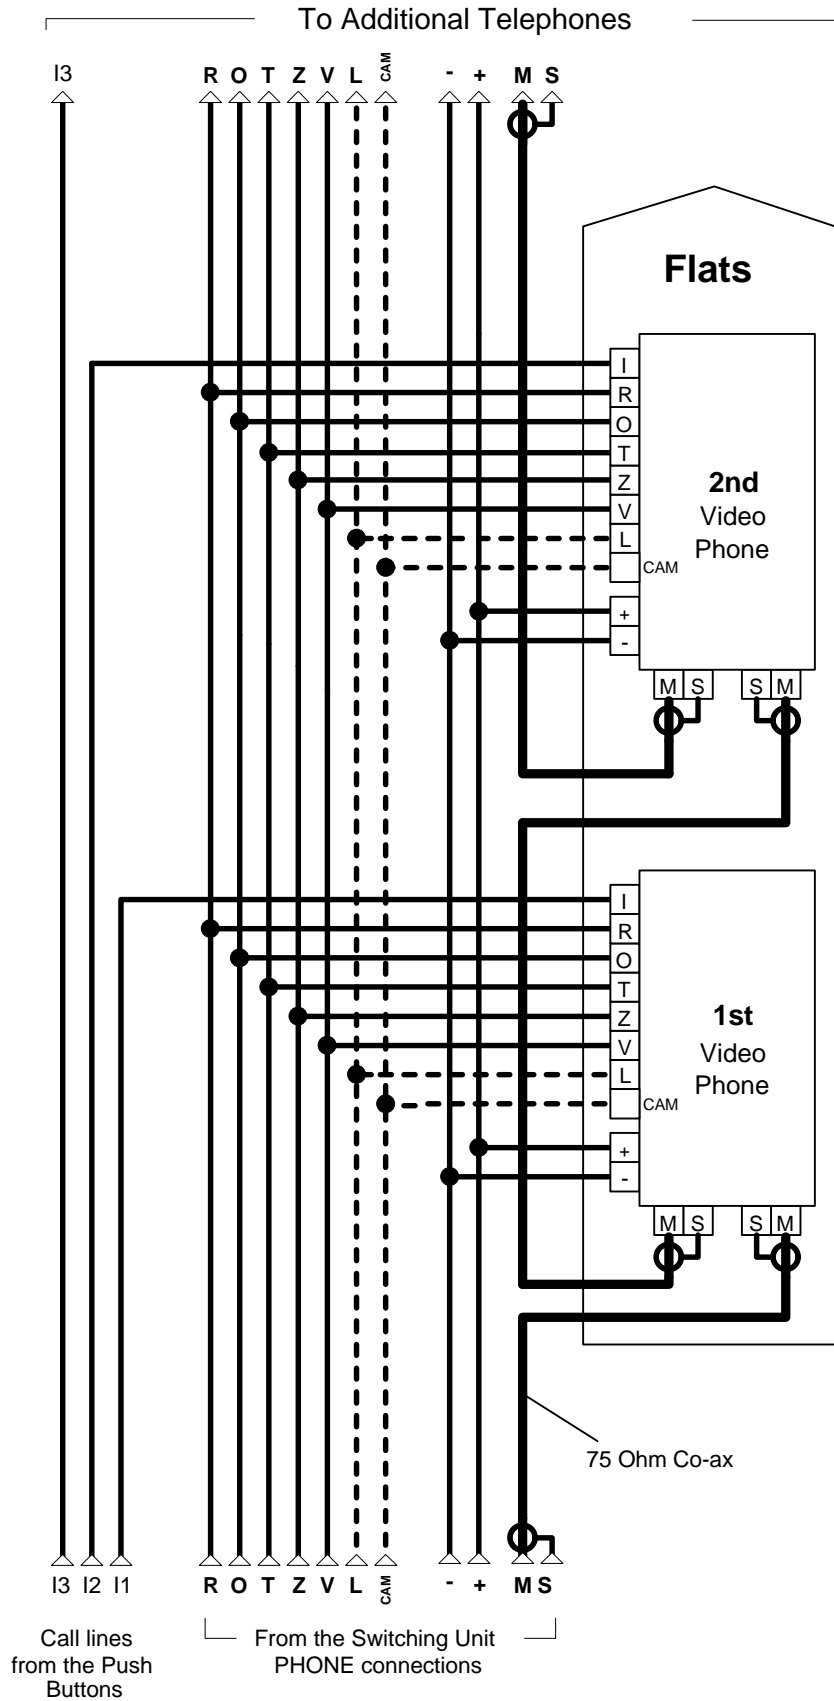 To Additional Telephones
I3 R O T Z V L CAM - + M S
Flats
I
R
O
T
Z
V
L
CAM
+
-
2nd
Video
Phone
M S S M
I
R
O
T
Z
V
L
CAM
+
-
1st
Video
Phone
M S S M
75 Ohm Co-ax
I3 I2 I1 R O T Z V L CAM - + M S
Call lines
from the Push
Buttons
From the Switching Unit
PHONE connections